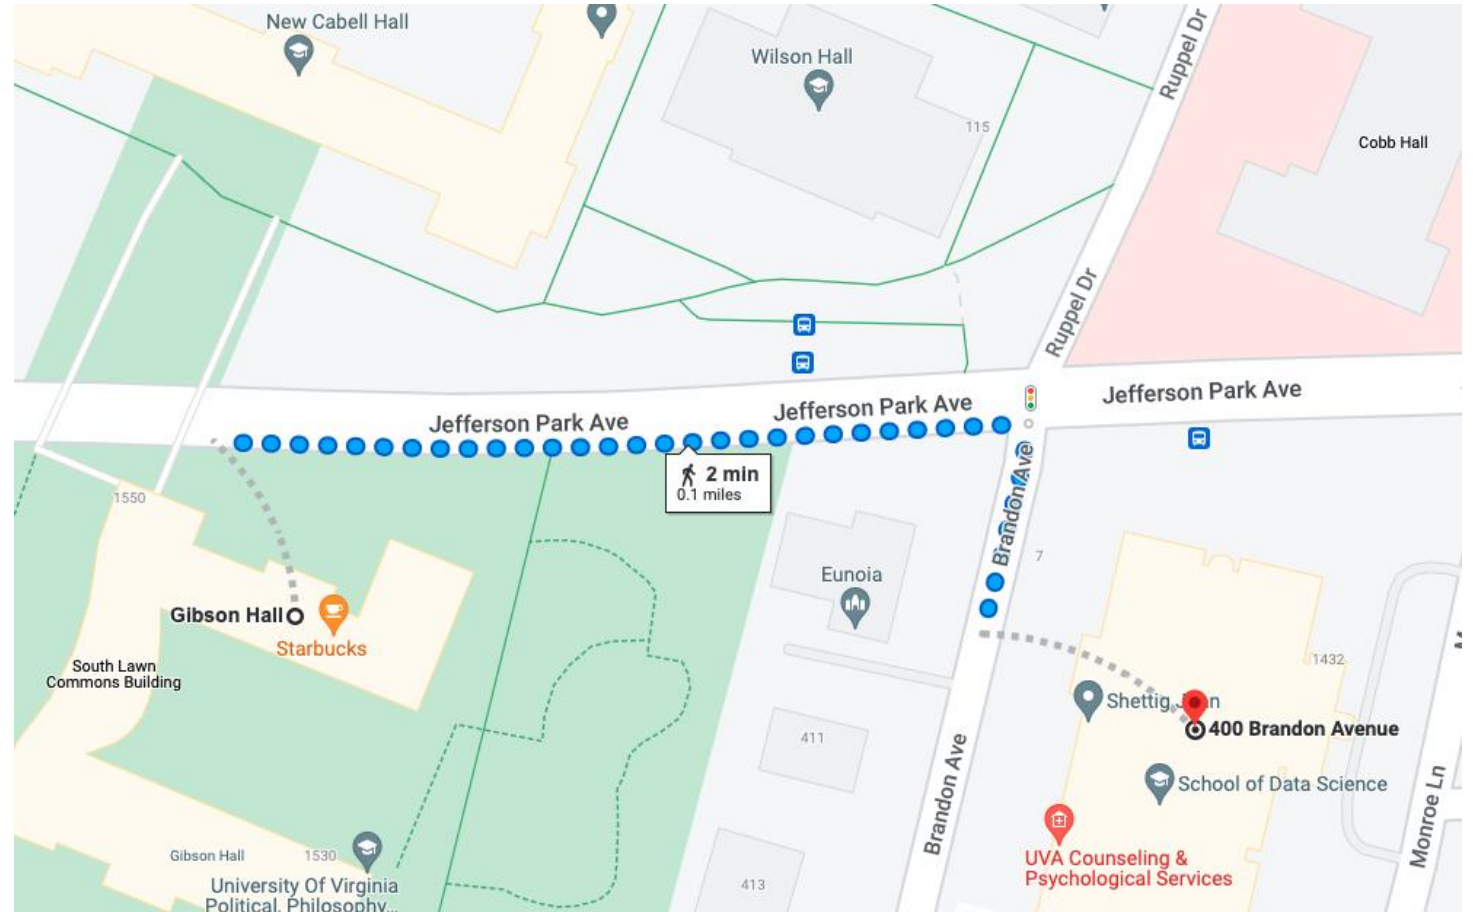 New Cabell Hall
Wilson Hall
Ruppel Dr
115
Cobb Hall
Ruppel Dr
Jefferson Park Ave
Jefferson Park Ave
Jefferson Park Ave
2 min
0.1 miles
1550
Brandon Ave
7
Eunoia
Gibson Hall
Starbucks
South Lawn
Commons Building
1432
Shettig
400 Brandon Avenue
411
School of Data Science
Brandon Ave
Monroe Ln
UVA Counseling &
Psychological Services
Gibson Hall
1530
University Of Virginia
Political, Philosophy...
413